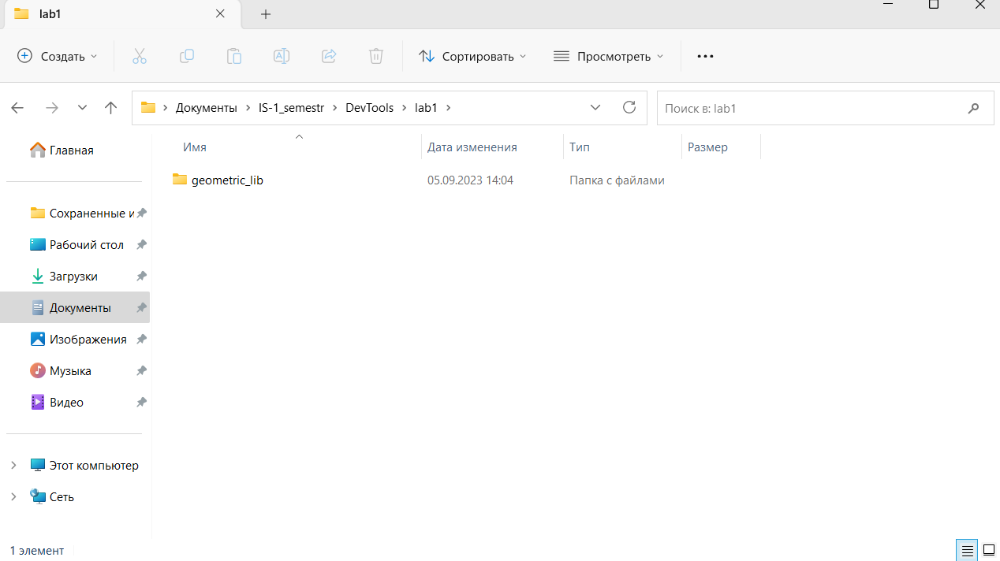 lab1
Создать
Сортировать
Просмотреть
Документы
IS-1_semestr
DevTools
lab1
Поиск в: lab1
Имя
Дата изменения
Тип
Размер
geometric_lib
05.09.2023 14:04
Папка с файлами
Главная
Сохраненные и
Рабочий стол
Загрузки
Документы
Изображения
Музыка
Видео
Этот компьютер
Сеть
1 элемент